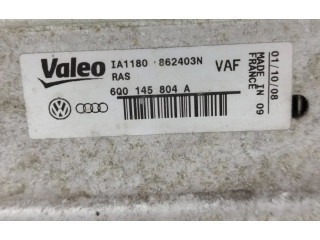 Valeo
IA1180 862403N
RAS
VAF
6Q0 145 804 A
01/10/08
MADE IN 09
FRANCE